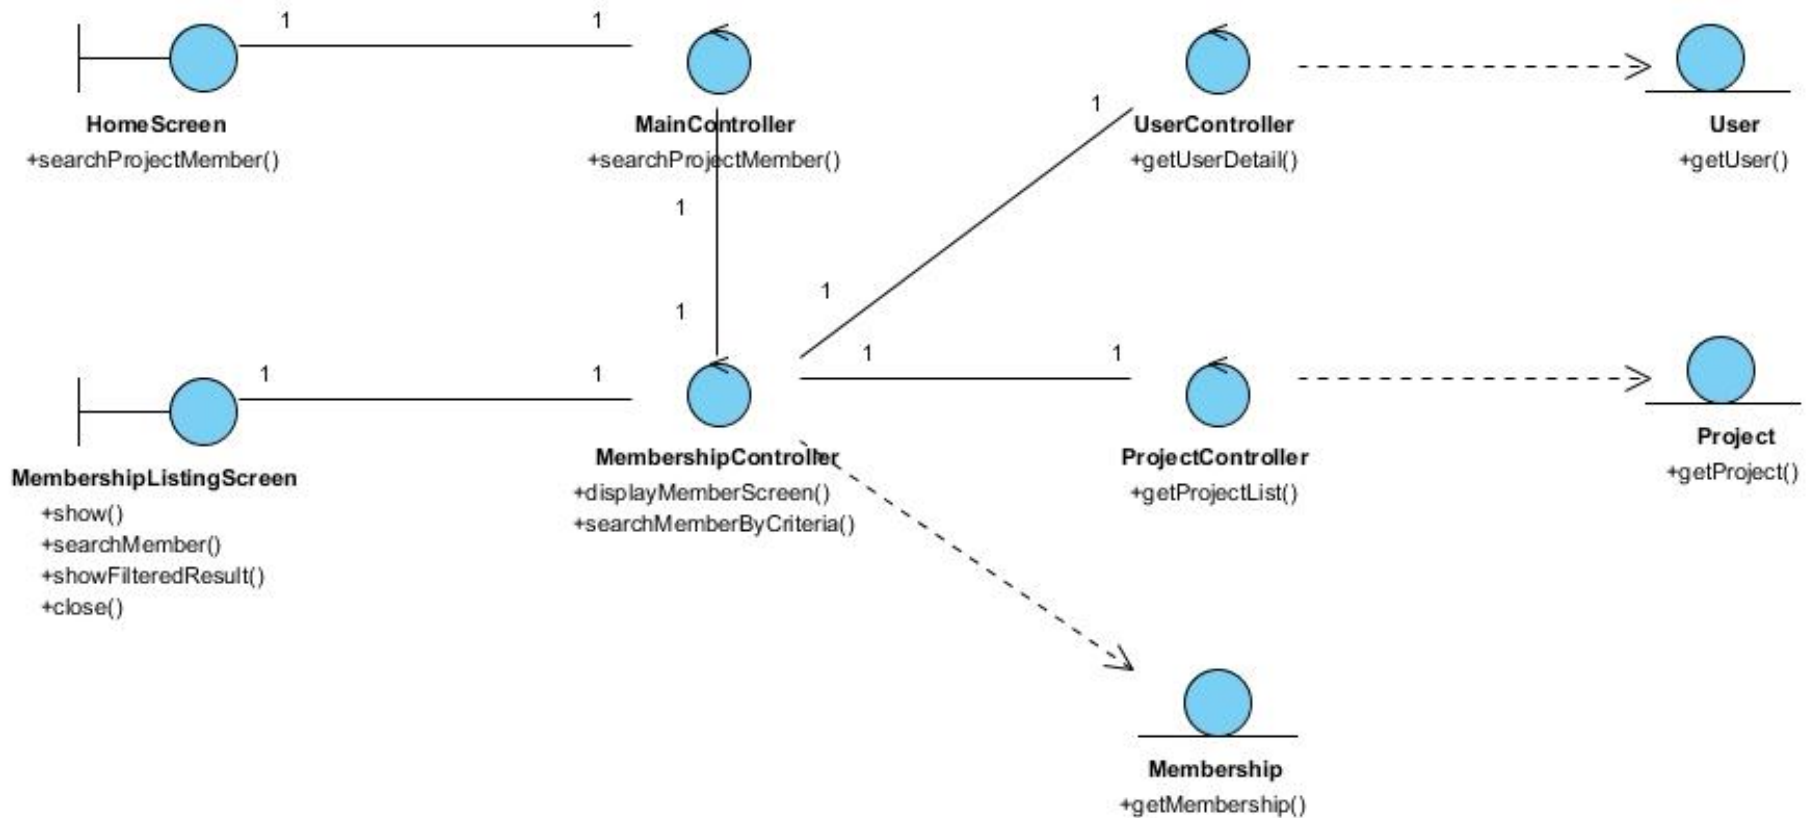 1
1
HomeScreen
+searchProjectMember()
MainController
+searchProjectMember()
1
1
1
1
UserController
+getUserDetail()
User
+getUser()
1
1
MembershipListingScreen
+show()
+searchMember()
+showFilteredResult()
+close()
MembershipController
+displayMemberScreen()
+searchMemberByCriteria()
1
1
ProjectController
+getProjectList()
Project
+getProject()
Membership
+getMembership()